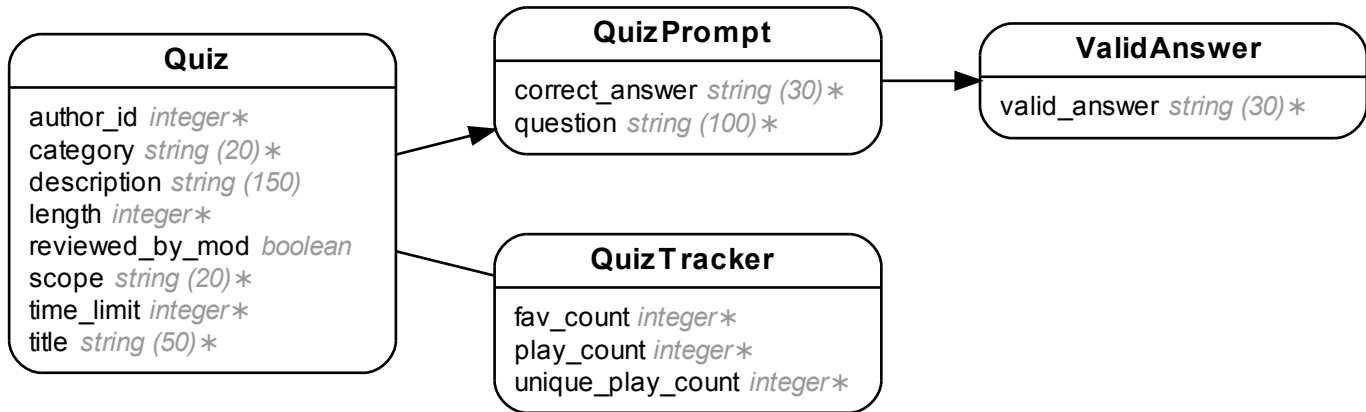 Quiz
author_id integer∗
category string (20)∗
description string (150)
length integer∗
reviewed_by_mod boolean
scope string (20)∗
time_limit integer∗
title string (50)∗
QuizPrompt
correct_answer string (30)∗
question string (100)∗
QuizTracker
fav_count integer∗
play_count integer∗
unique_play_count integer∗
ValidAnswer
valid_answer string (30)∗